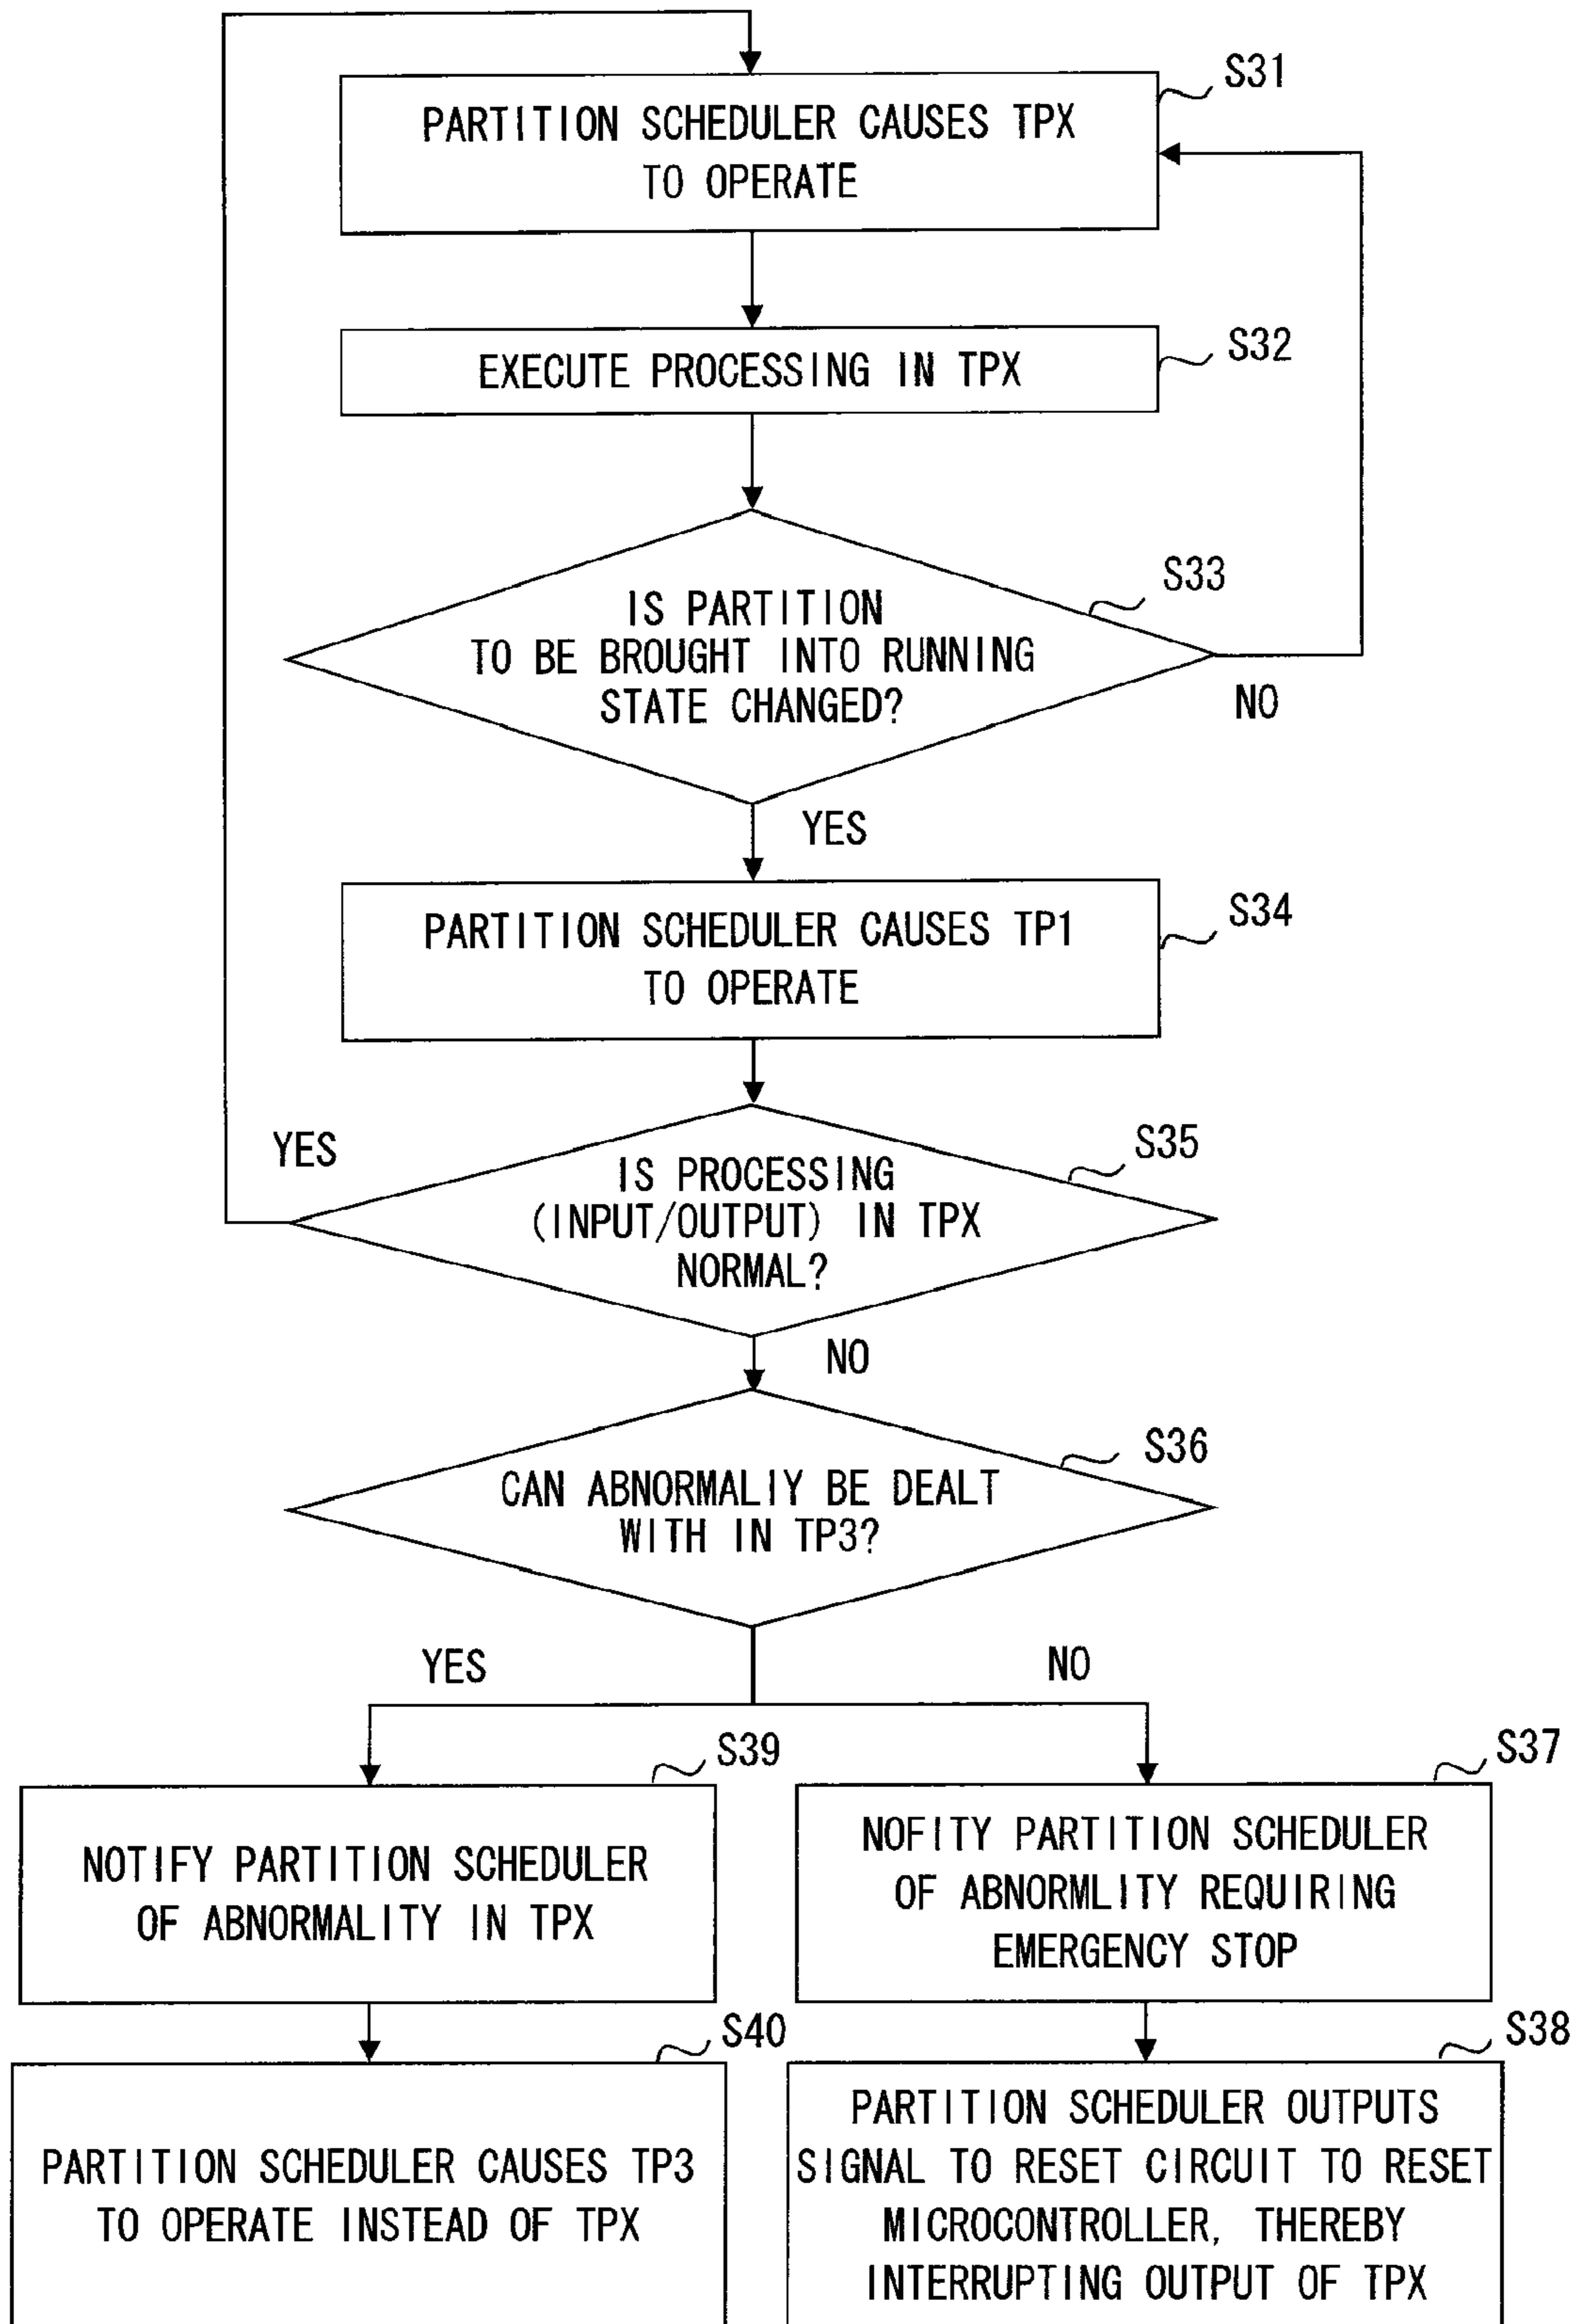 S31
PARTITION SCHEDULER CAUSES TPX
TO OPERATE
S32
EXECUTE PROCESSING IN TPX
S33
IS PARTITION
TO BE BROUGHT INTO RUNNING
STATE CHANGED?
NO
YES
S34
PARTITION SCHEDULER CAUSES TP1
TO OPERATE
YES
S35
IS PROCESSING
(INPUT/OUTPUT) IN TPX
NORMAL?
NO
S36
CAN ABNORMALIY BE DEALT
WITH IN TP3?
YES
NO
S39
NOTIFY PARTITION SCHEDULER
OF ABNORMALITY IN TPX
S37
NOFITY PARTITION SCHEDULER
OF ABNORMLITY REQUIRING
EMERGENCY STOP
S40
PARTITION SCHEDULER CAUSES TP3
TO OPERATE INSTEAD OF TPX
S38
PARTITION SCHEDULER OUTPUTS
SIGNAL TO RESET CIRCUIT TO RESET
MICROCONTROLLER, THEREBY
INTERRUPTING OUTPUT OF TPX